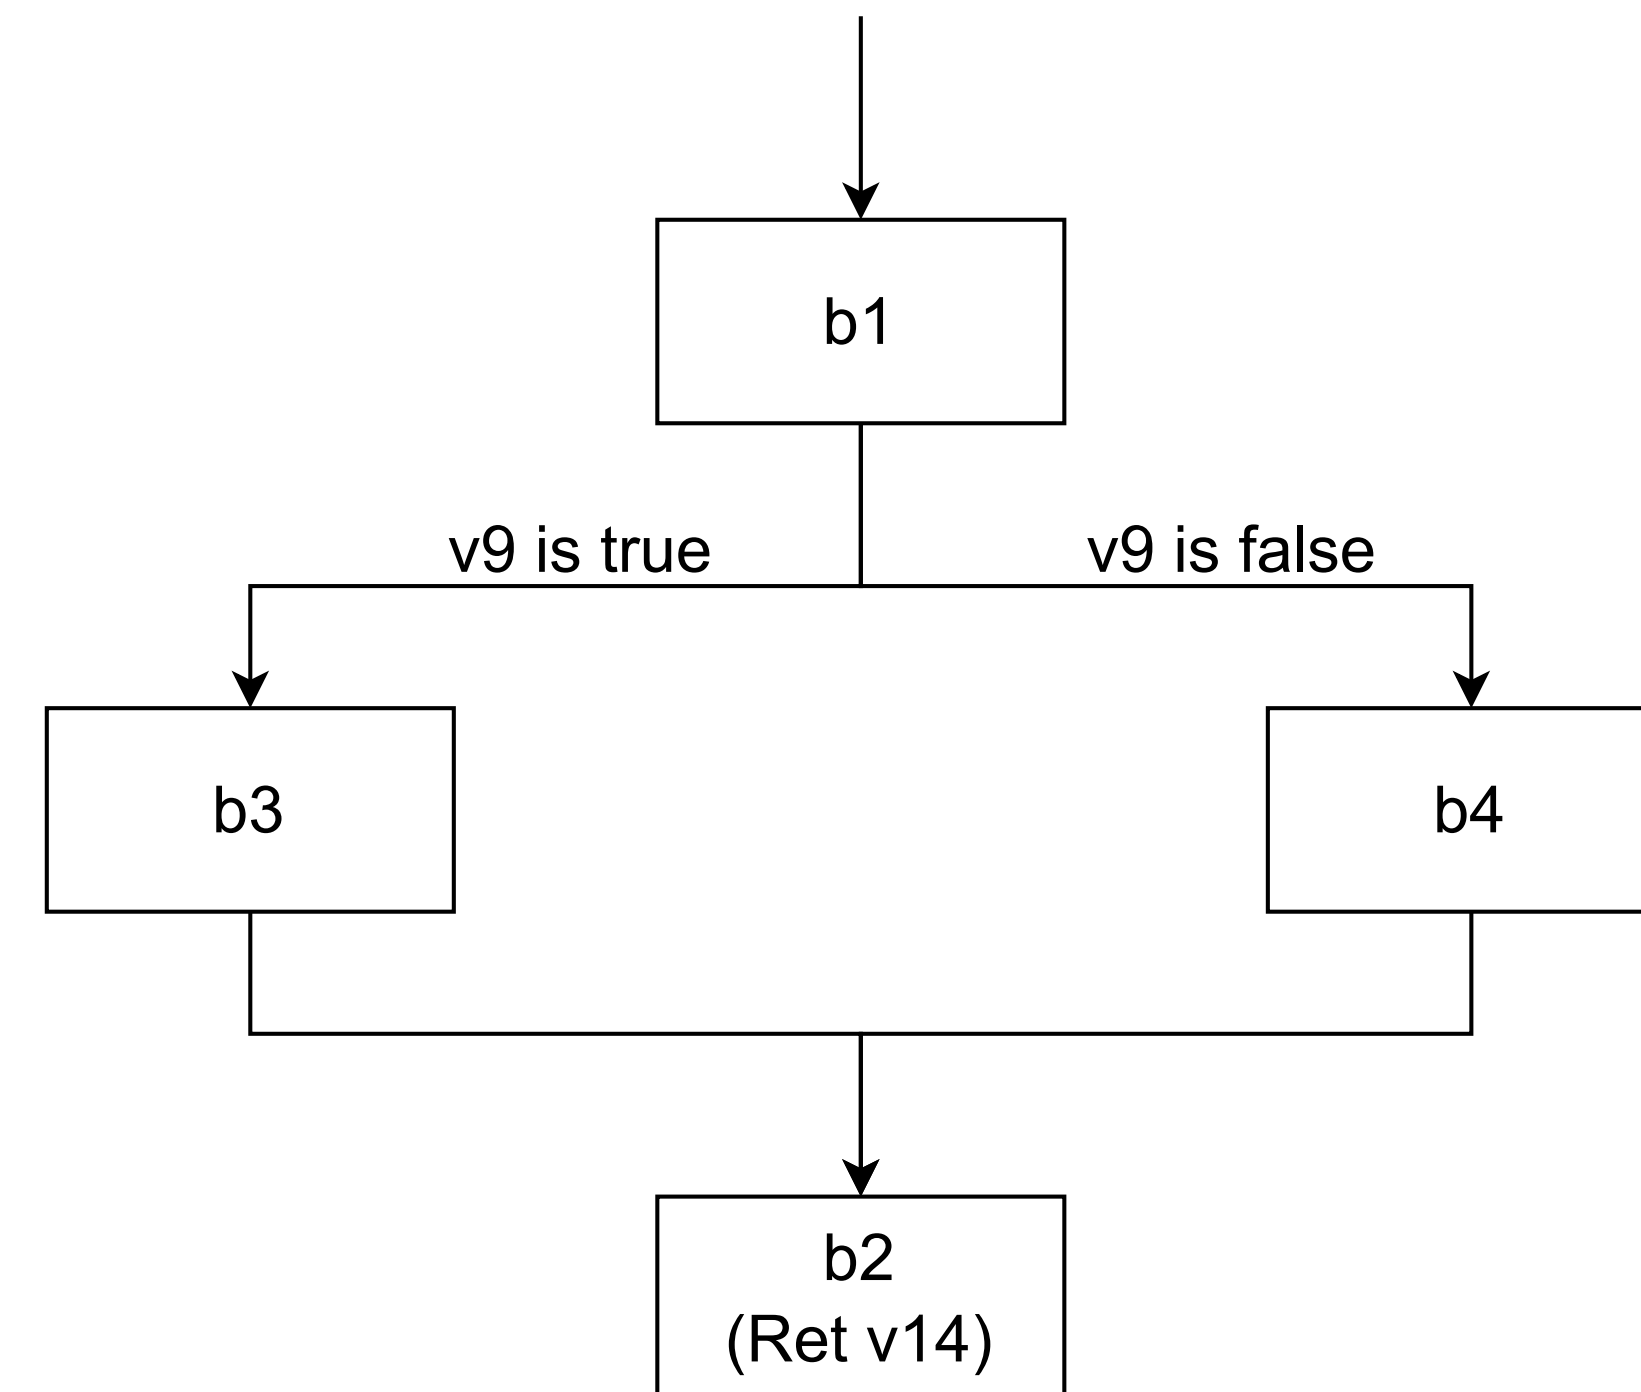 b1
v9 is true
v9 is false
b3
b4
b2
(Ret v14)